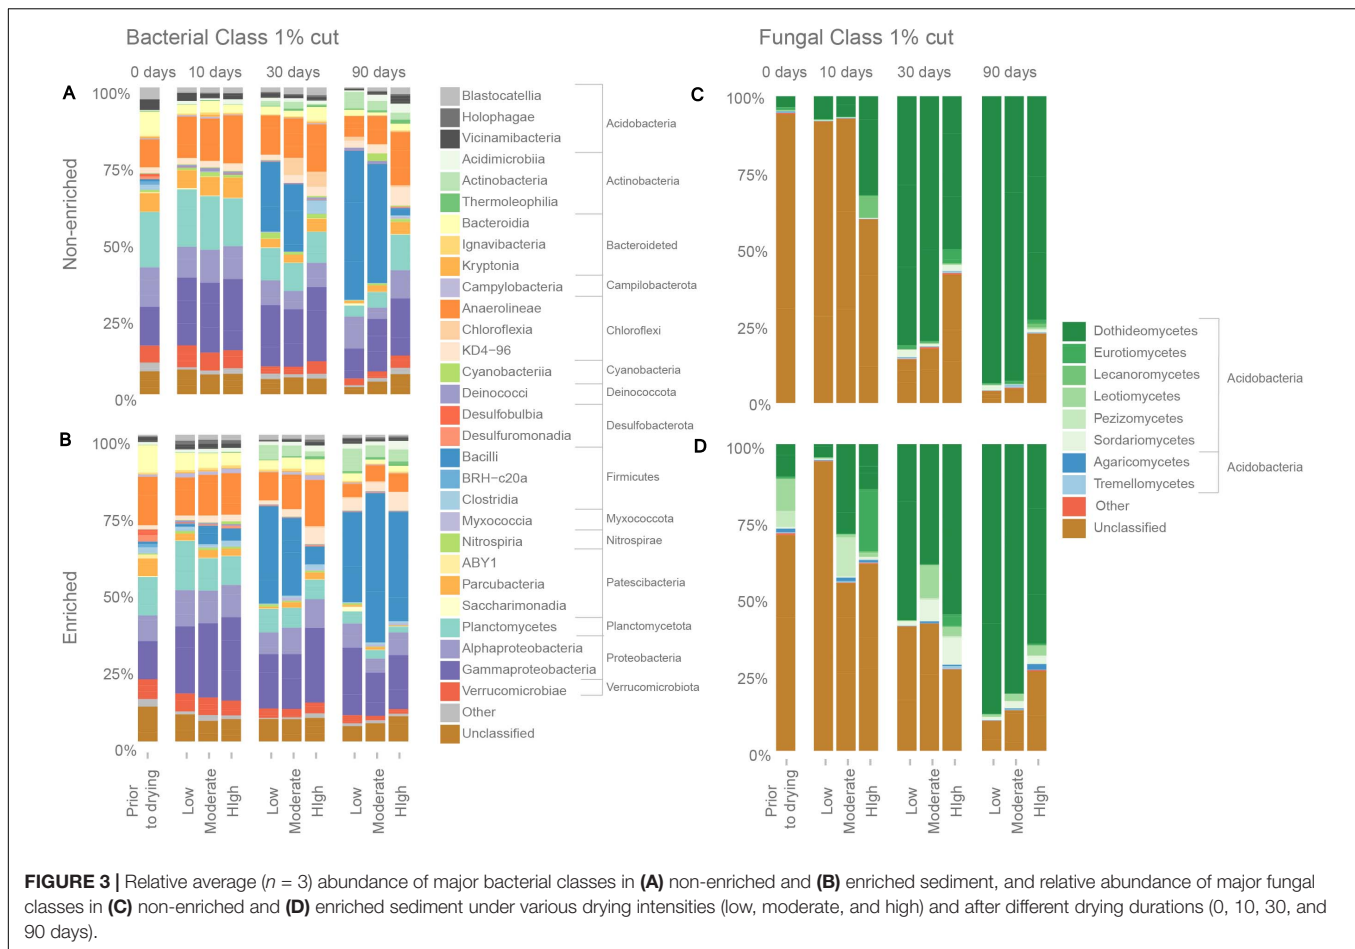 Bacterial Class 1% cut
Fungal Class 1% cut
0 days 10 days 30 days 90 days
0 days 10 days 30 days 90 days
A
Non-enriched
100%
75%
50%
25%
0%
B
Enriched
100%
75%
50%
25%
0%
Prior to drying
Low
Moderate
HIgh
Low
Moderate
HIgh
Low
Moderate
HIgh
Blastocatellia
Holophagae
Vicinamibacteria
Acidobacteria
Acidimicrobiia
Actinobacteria
Thermoleophilia
Actinobacteria
Bacteroidia
Ignavibacteria
Kryptonia
Bacteroideted
Campylobacteria
Campilobacterota
Anaerolineae
Chloroflexia
KD4-96
Chloroflexi
Cyanobacteriia
Cyanobacteria
Deinococci
Deinococcota
Desulfobulbia
Desulfuromonadia
Desulfobacterota
Bacilli
BRH-c20a
Clostridia
Firmicutes
Myxococcia
Myxococcota
Nitrospiria
Nitrospirae
ABY1
Parcubacteria
Saccharimonadia
Patescibacteria
Planctomycetes
Planctomycetota
Alphaproteobacteria
Gammaproteobacteria
Proteobacteria
Verrucomicrobiae
Verrucomicrobiota
Other
Unclassified
C
100%
75%
50%
25%
0%
D
100%
75%
50%
25%
0%
Prior
to drying
Low
Moderate
HIgh
Low
Moderate
HIgh
Low
Moderate
HIgh
Dothideomycetes
Eurotiomycetes
Lecanoromycetes
Leotiomycetes
Pezizomycetes
Sordariomycetes
Acidobacteria
Agaricomycetes
Tremellomycetes
Acidobacteria
Other
Unclassified
FIGURE 3 | Relative average (n = 3) abundance of major bacterial classes in (A) non-enriched and (B) enriched sediment, and relative abundance of major fungal
classes in (C) non-enriched and (D) enriched sediment under various drying intensities (low, moderate, and high) and after different drying durations (0, 10, 30, and
90 days).